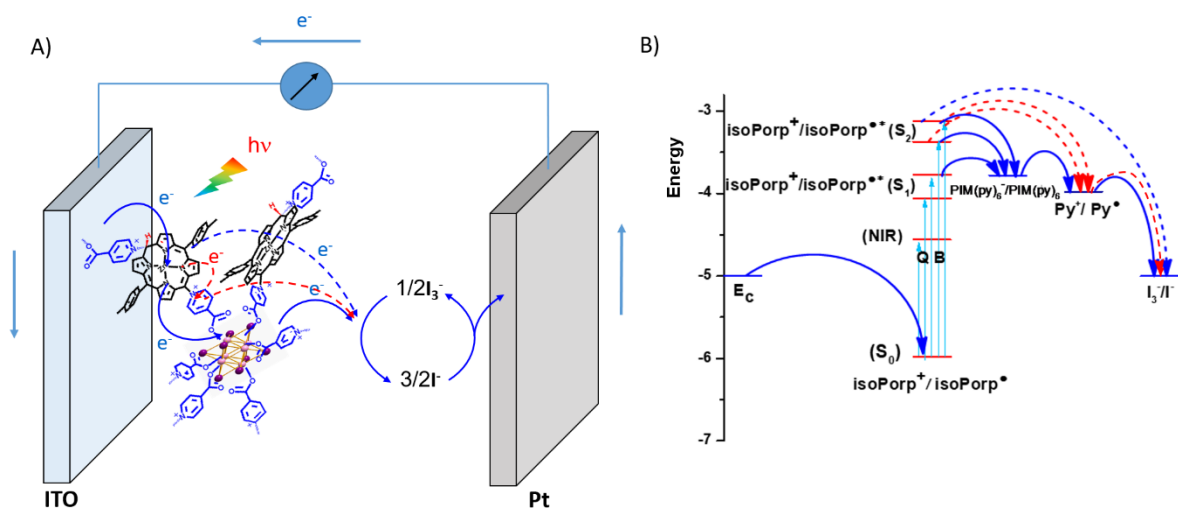 A)
e⁻
hν
e⁻
e⁻
e⁻
e⁻
e⁻
1/2I₃⁻
3/2I⁻
ITO
Pt
B)
Energy
-3
-4
-5
-6
-7
isoPorp⁺/isoPorp•* (S₂)
isoPorp⁺/isoPorp•* (S₁)
PIM(py)₆⁻/PIM(py)₆
Py⁺/ Py•
(NIR)
Q B
E_C
I₃⁻/I⁻
(S₀)
isoPorp⁺/ isoPorp•